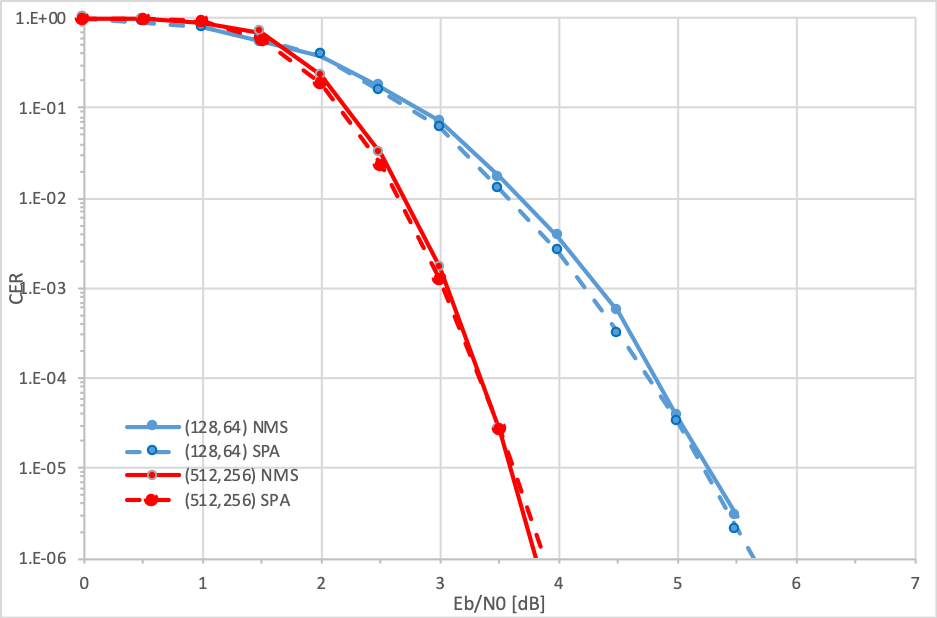 1.E+00
1.E-01
1.E-02
1.E-03
1.E-04
1.E-05
1.E-06
CER
(128,64) NMS
(128,64) SPA
(512,256) NMS
(512,256) SPA
0 1 2 3 4 5 6 7
Eb/N0 [dB]